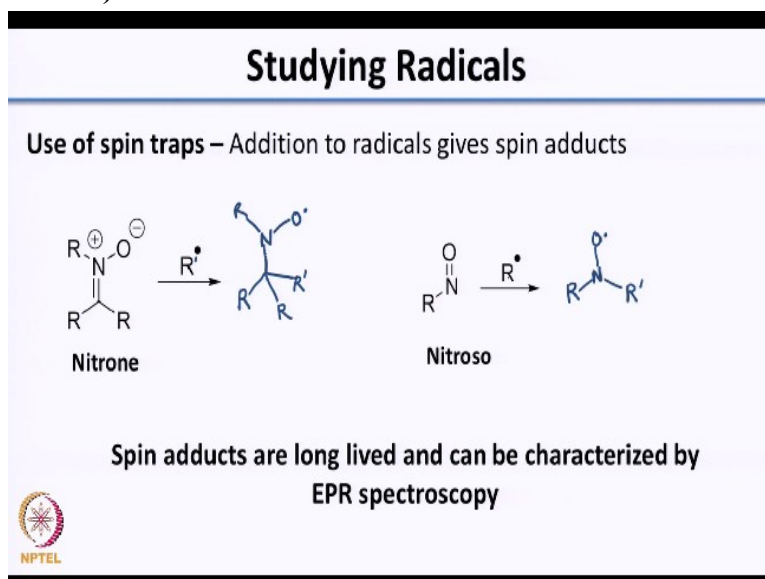 Studying Radicals
Use of spin traps – Addition to radicals gives spin adducts
R N O R R
R'
R N O R R R'
Nitrone
O N R
R
O N R R'
Nitroso
Spin adducts are long lived and can be characterized by
EPR spectroscopy
NPTEL